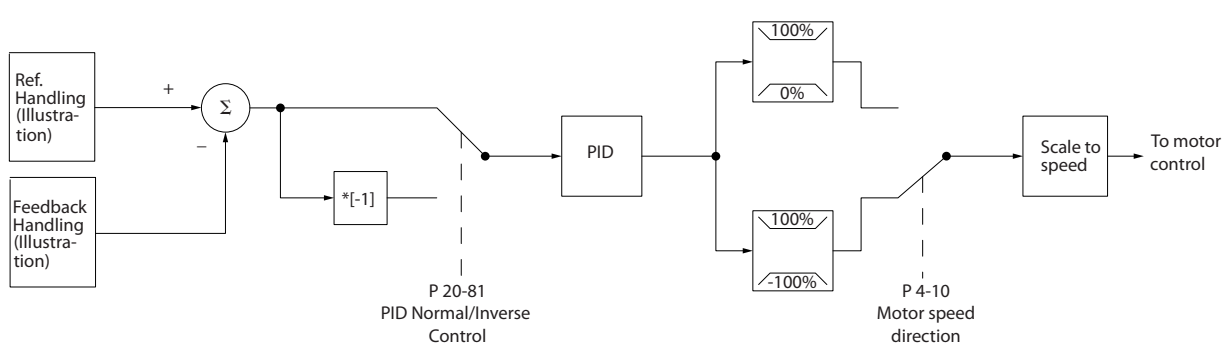 Ref.
Handling
(Illustra-
tion)
+
Σ
–
Feedback
Handling
(Illustra-
tion)
*[-1]
P 20-81
PID Normal/Inverse
Control
PID
100%
0%
100%
-100%
P 4-10
Motor speed
direction
Scale to
speed
To motor
control